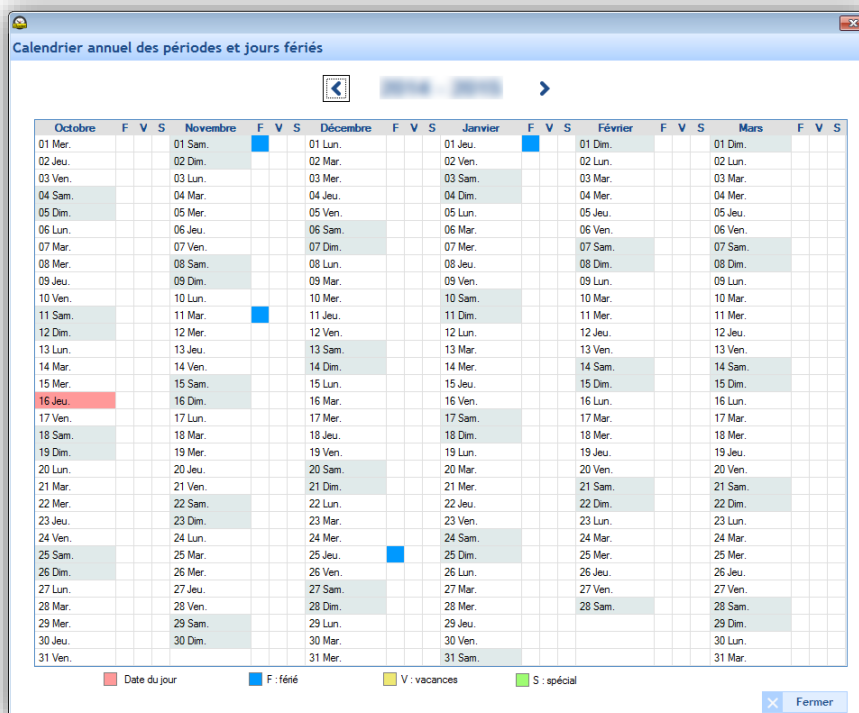 Calendrier annuel des périodes et jours fériés
2014 - 2015
Octobre F V S Novembre F V S Décembre F V S Janvier F V S Février F V S Mars F V S
01 Mer. 01 Sam. 01 Lun. 01 Jeu. 01 Dim. 01 Dim.
02 Jeu. 02 Dim. 02 Mar. 02 Ven. 02 Lun. 02 Lun.
03 Ven. 03 Lun. 03 Mer. 03 Sam. 03 Mar. 03 Mar.
04 Sam. 04 Mar. 04 Jeu. 04 Dim. 04 Mer. 04 Mer.
05 Dim. 05 Mer. 05 Ven. 05 Lun. 05 Jeu. 05 Jeu.
06 Lun. 06 Jeu. 06 Sam. 06 Mar. 06 Ven. 06 Ven.
07 Mar. 07 Ven. 07 Dim. 07 Mer. 07 Sam. 07 Sam.
08 Mer. 08 Sam. 08 Lun. 08 Jeu. 08 Dim. 08 Dim.
09 Jeu. 09 Dim. 09 Mar. 09 Ven. 09 Lun. 09 Lun.
10 Ven. 10 Lun. 10 Mer. 10 Sam. 10 Mar. 10 Mar.
11 Sam. 11 Mar. 11 Jeu. 11 Dim. 11 Mer. 11 Mer.
12 Dim. 12 Mer. 12 Ven. 12 Lun. 12 Jeu. 12 Jeu.
13 Lun. 13 Jeu. 13 Sam. 13 Mar. 13 Ven. 13 Ven.
14 Mar. 14 Ven. 14 Dim. 14 Mer. 14 Sam. 14 Sam.
15 Mer. 15 Sam. 15 Lun. 15 Jeu. 15 Dim. 15 Dim.
16 Jeu. 16 Dim. 16 Mar. 16 Ven. 16 Lun. 16 Lun.
17 Ven. 17 Lun. 17 Mer. 17 Sam. 17 Mar. 17 Mar.
18 Sam. 18 Mar. 18 Jeu. 18 Dim. 18 Mer. 18 Mer.
19 Dim. 19 Mer. 19 Ven. 19 Lun. 19 Jeu. 19 Jeu.
20 Lun. 20 Jeu. 20 Sam. 20 Mar. 20 Ven. 20 Ven.
21 Mar. 21 Ven. 21 Dim. 21 Mer. 21 Sam. 21 Sam.
22 Mer. 22 Sam. 22 Lun. 22 Jeu. 22 Dim. 22 Dim.
23 Jeu. 23 Dim. 23 Mar. 23 Ven. 23 Lun. 23 Lun.
24 Ven. 24 Lun. 24 Mer. 24 Sam. 24 Mar. 24 Mar.
25 Sam. 25 Mar. 25 Jeu. 25 Dim. 25 Mer. 25 Mer.
26 Dim. 26 Mer. 26 Ven. 26 Lun. 26 Jeu. 26 Jeu.
27 Lun. 27 Jeu. 27 Sam. 27 Mar. 27 Ven. 27 Ven.
28 Mar. 28 Ven. 28 Dim. 28 Mer. 28 Sam. 28 Sam.
29 Mer. 29 Sam. 29 Lun. 29 Jeu. 29 Dim.
30 Jeu. 30 Dim. 30 Mar. 30 Ven. 30 Lun.
31 Ven. 31 Mer. 31 Sam. 31 Mar.
Date du jour F : férié V : vacances S : spécial
Fermer